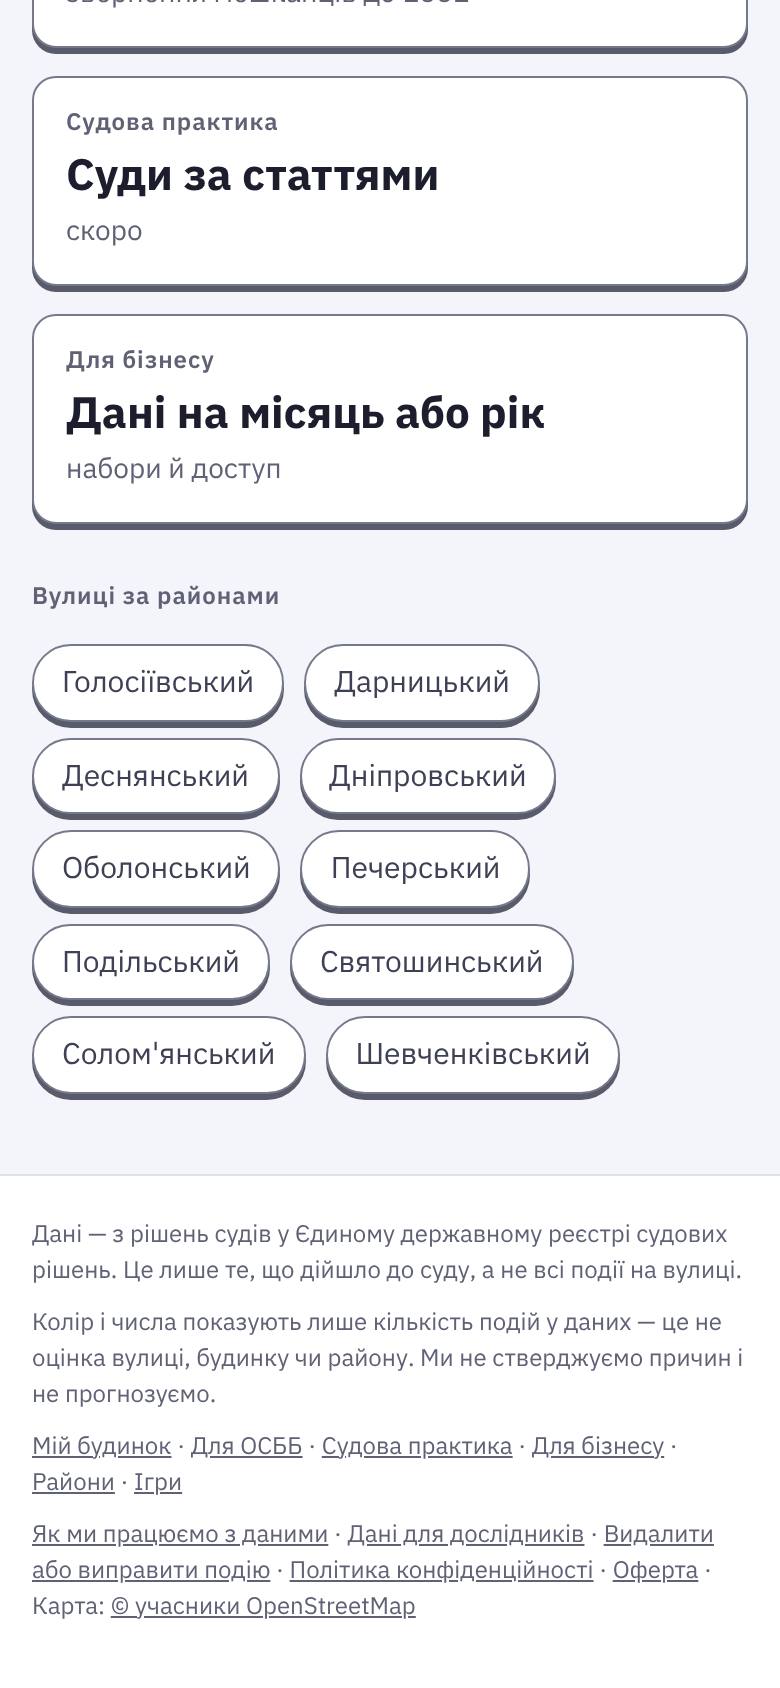 Судова практика
Суди за статтями
скоро
Для бізнесу
Дані на місяць або рік
набори й доступ
Вулиці за районами
Голосіївський
Дарницький
Деснянський
Дніпровський
Оболонський
Печерський
Подільський
Святошинський
Солом'янський
Шевченківський
Дані — з рішень судів у Єдиному державному реєстрі судових
рішень. Це лише те, що дійшло до суду, а не всі події на вулиці.
Колір і числа показують лише кількість подій у даних — це не
оцінка вулиці, будинку чи району. Ми не стверджуємо причин і
не прогнозуємо.
Мій будинок · Для ОСББ · Судова практика · Для бізнесу ·
Райони · Ігри
Як ми працюємо з даними · Дані для дослідників · Видалити
або виправити подію · Політика конфіденційності · Оферта ·
Карта: © учасники OpenStreetMap